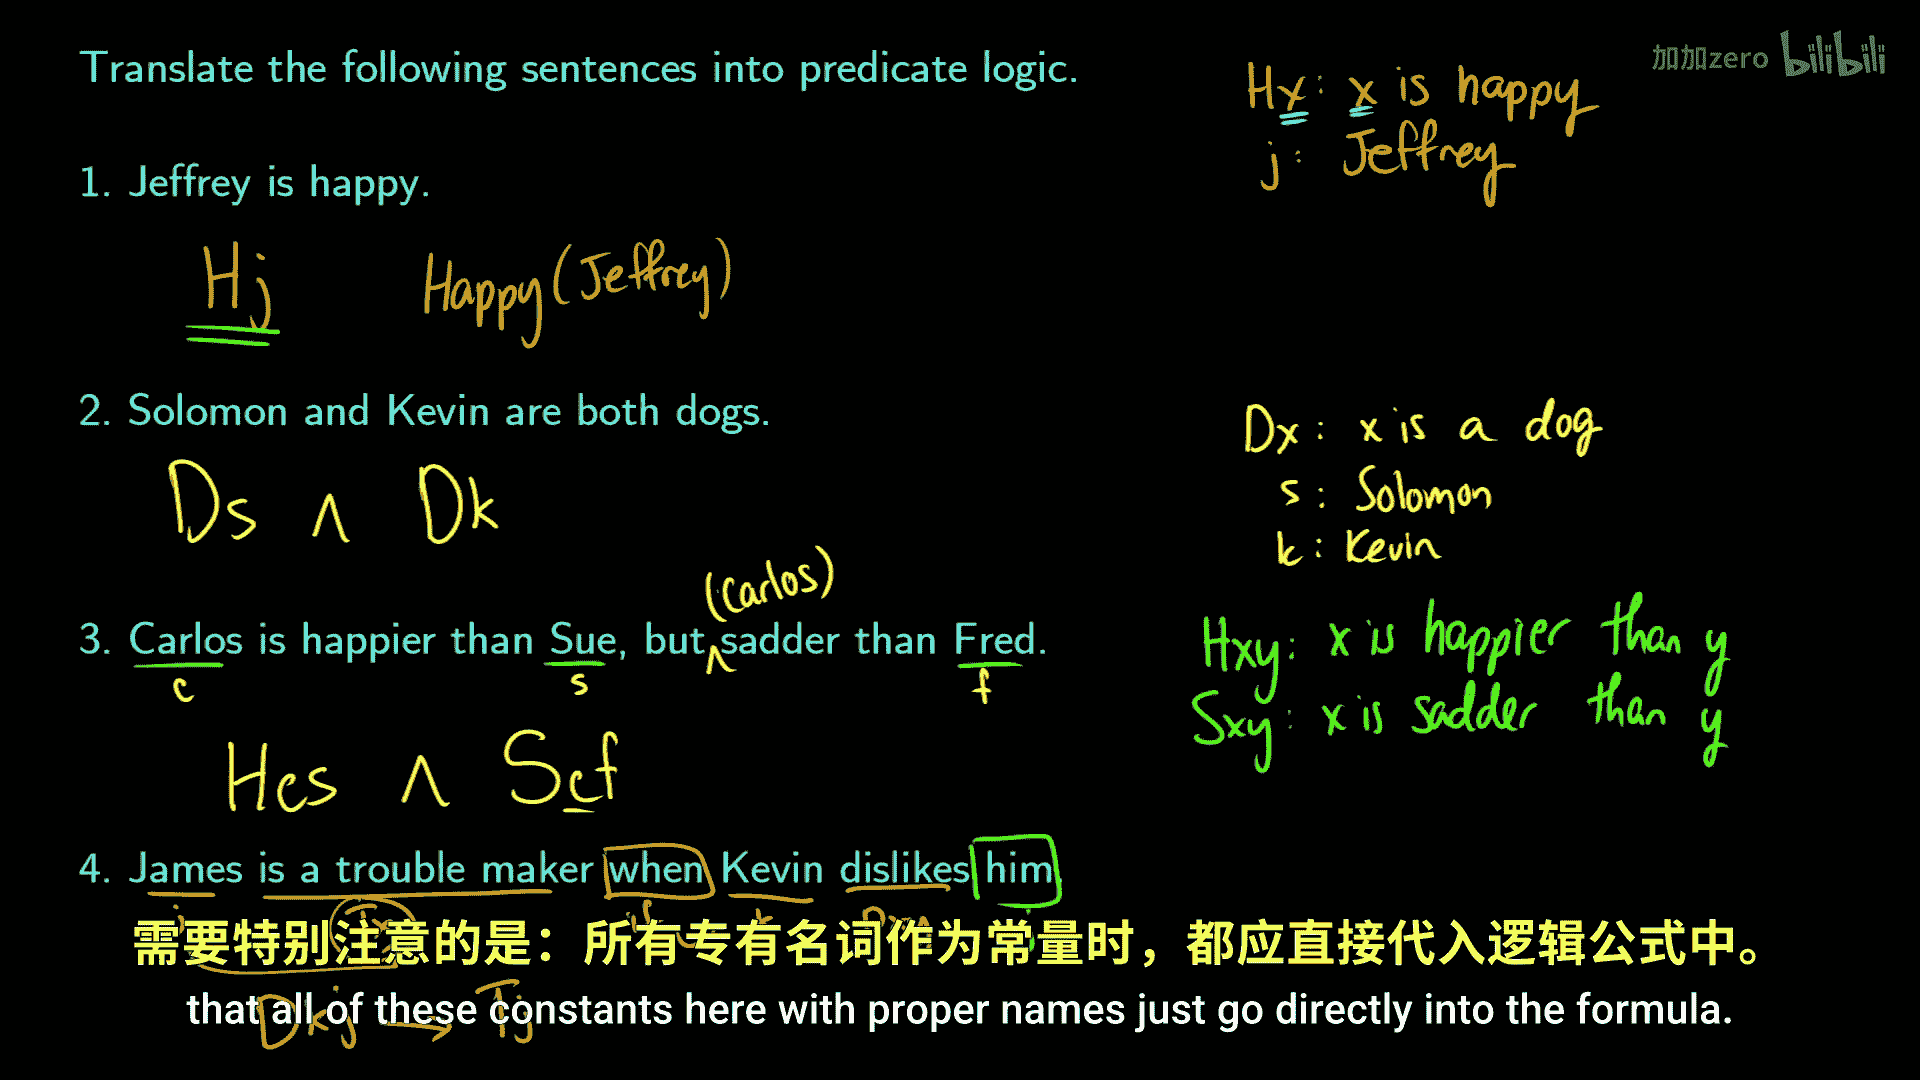 Translate the following sentences into predicate logic.
加加zero bilibili
Hx: x is happy
j: Jeffrey
1. Jeffrey is happy.
Hj Happy(Jeffrey)
2. Solomon and Kevin are both dogs.
Dx: x is a dog
s: Solomon
k: Kevin
Ds ∧ Dk
(Carlos)
3. Carlos is happier than Sue, but ∧ sadder than Fred.
c s f
Hxy: x is happier than y
Sxy: x is sadder than y
Hcs ∧ Scf
4. James is a trouble maker when Kevin dislikes him
需要特别注意的是：所有专有名词作为常量时，都应直接代入逻辑公式中。
Dkj → Tj
that all of these constants here with proper names just go directly into the formula.